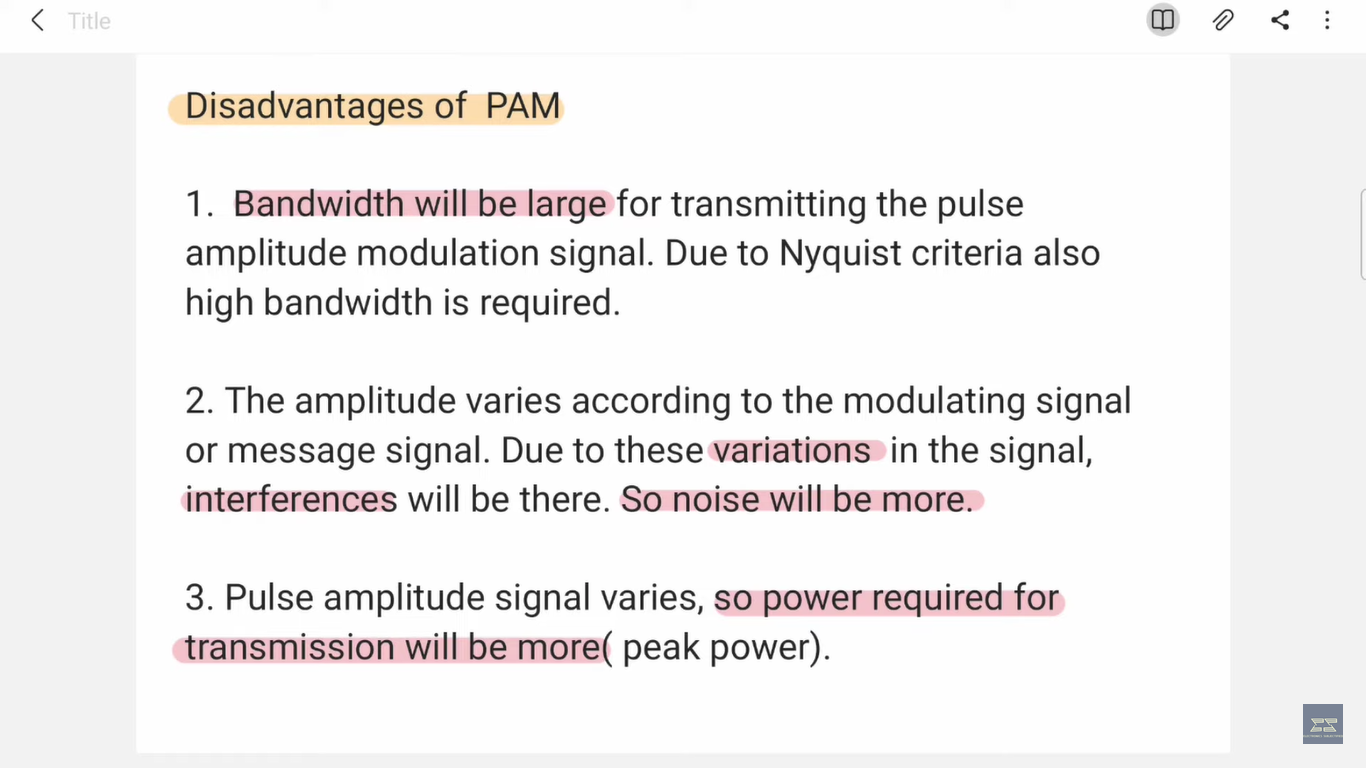 Title
Disadvantages of PAM
1. Bandwidth will be large for transmitting the pulse
amplitude modulation signal. Due to Nyquist criteria also
high bandwidth is required.
2. The amplitude varies according to the modulating signal
or message signal. Due to these variations in the signal,
interferences will be there. So noise will be more.
3. Pulse amplitude signal varies, so power required for
transmission will be more( peak power).